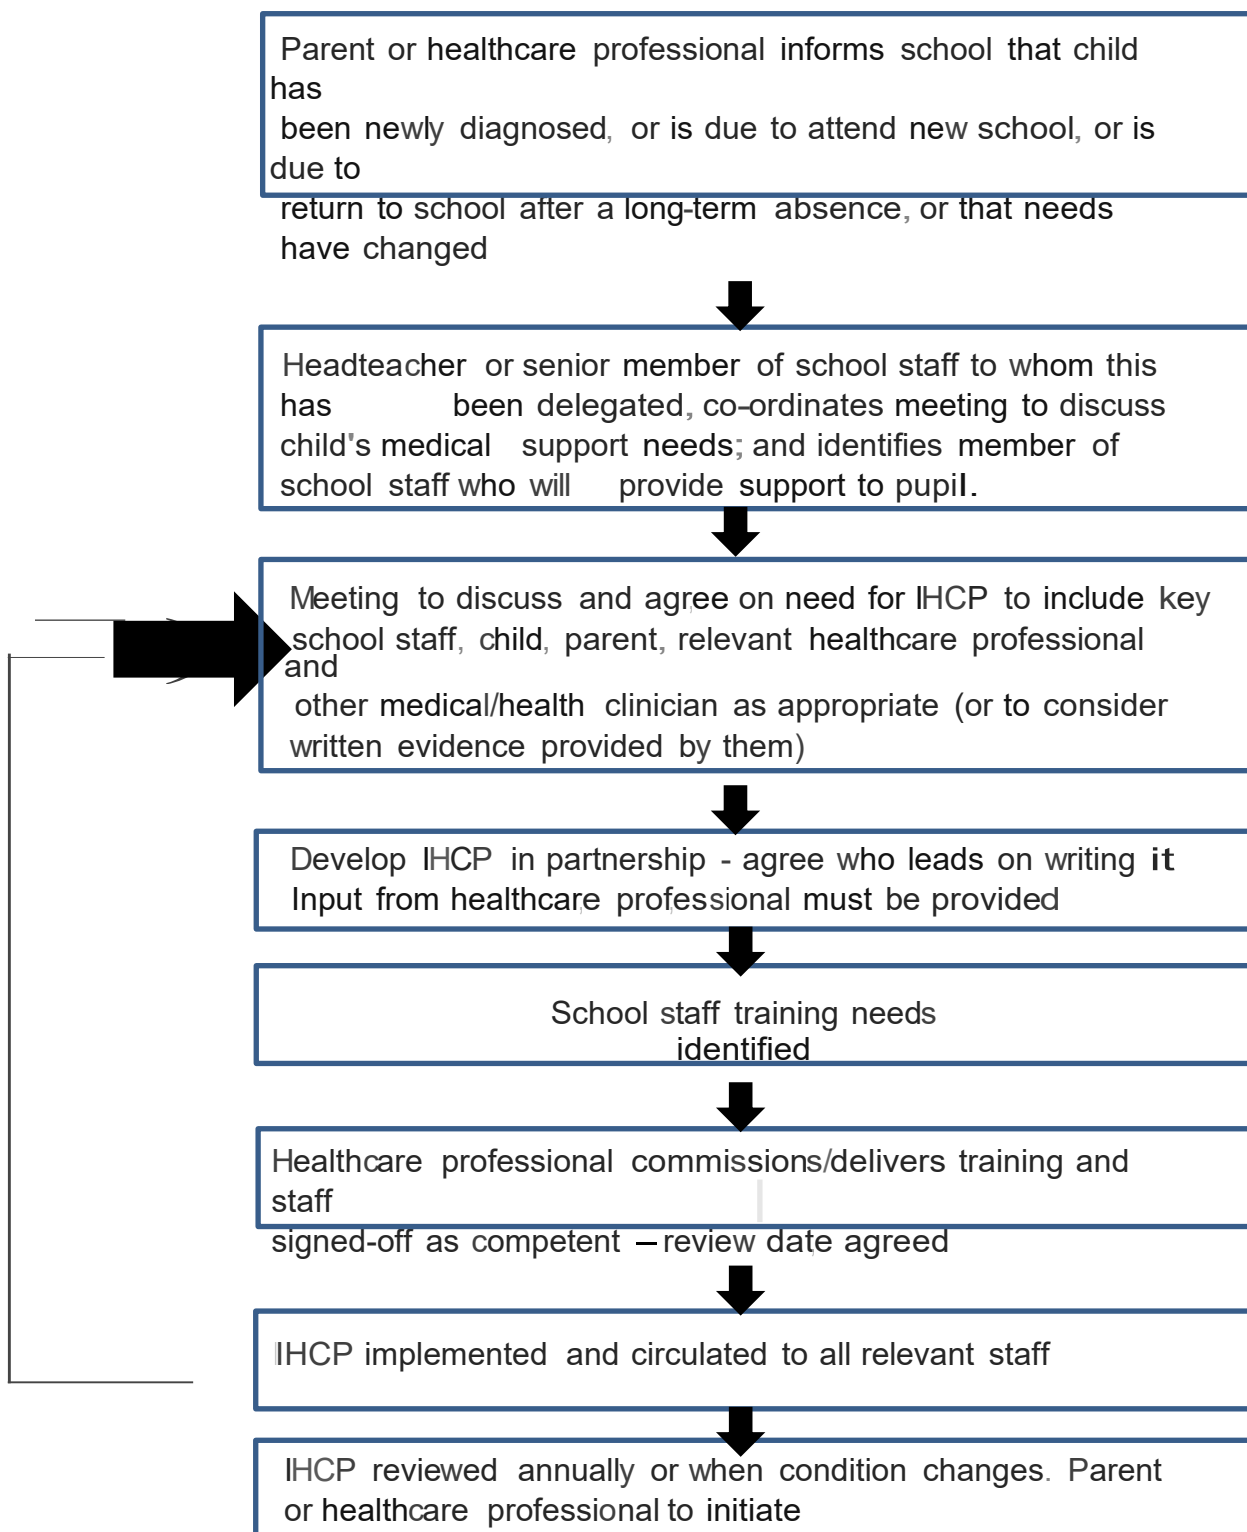 Parent or healthcare professional informs school that child
has
been newly diagnosed, or is due to attend new school, or is
due to
return to school after a long-term absence, or that needs
have changed
Headteacher or senior member of school staff to whom this
has been delegated, co-ordinates meeting to discuss
child's medical support needs; and identifies member of
school staff who will provide support to pupil.
Meeting to discuss and agree on need for IHCP to include key
school staff, child, parent, relevant healthcare professional
and
other medical/health clinician as appropriate (or to consider
written evidence provided by them)
Develop IHCP in partnership - agree who leads on writing it
Input from healthcare professional must be provided
School staff training needs
identified
Healthcare professional commissions/delivers training and
staff
signed-off as competent – review date agreed
IHCP implemented and circulated to all relevant staff
IHCP reviewed annually or when condition changes. Parent
or healthcare professional to initiate